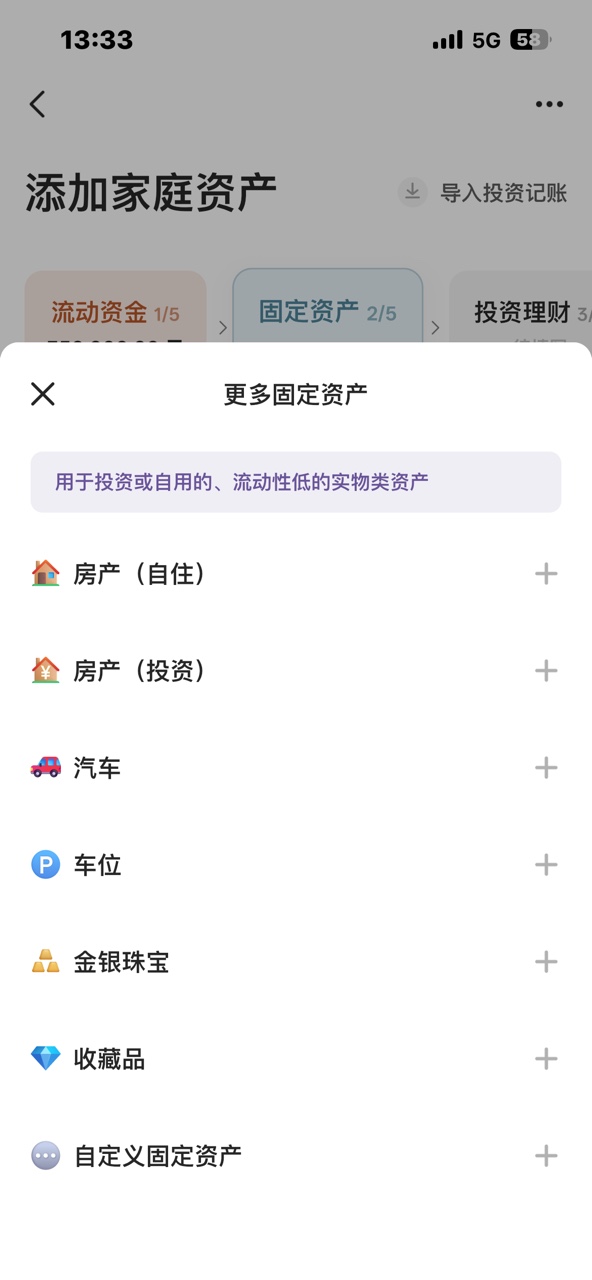 13:33
5G 58
添加家庭资产
导入投资记账
流动资金 1/5
固定资产 2/5
投资理财 3/
更多固定资产
用于投资或自用的、流动性低的实物类资产
房产（自住）
房产（投资）
汽车
P 车位
金银珠宝
收藏品
自定义固定资产